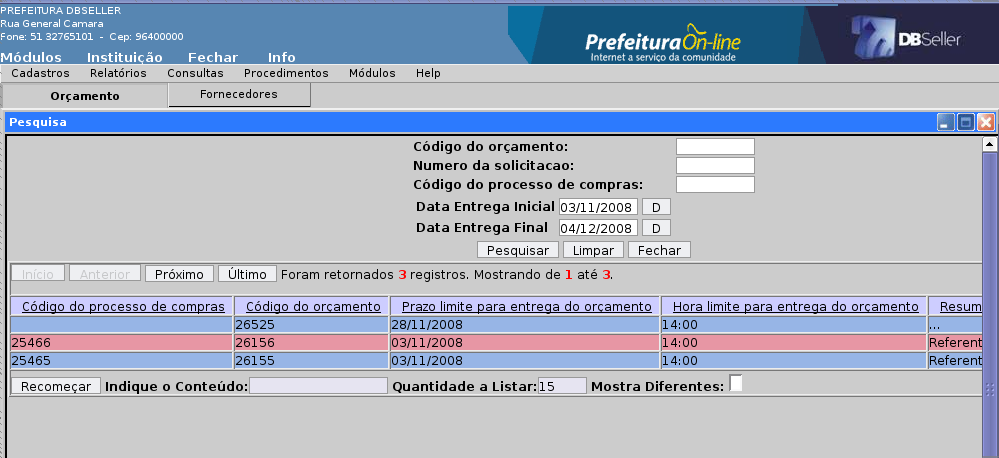 PREFEITURA DBSELLER
Rua General Camara
Fone: 51 32765101 - Cep: 96400000
Prefeitura On-line
Internet a serviço da comunidade
DBSeller
Módulos Instituição Fechar Info
Cadastros Relatórios Consultas Procedimentos Módulos Help
Orçamento Fornecedores
Pesquisa
Código do orçamento:
Numero da solicitacao:
Código do processo de compras:
Data Entrega Inicial 03/11/2008 D
Data Entrega Final 04/12/2008 D
Pesquisar Limpar Fechar
Início Anterior Próximo Último Foram retornados 3 registros. Mostrando de 1 até 3.
Código do processo de compras Código do orçamento Prazo limite para entrega do orçamento Hora limite para entrega do orçamento Resum
26525 28/11/2008 14:00 ...
25466 26156 03/11/2008 14:00 Referent
25465 26155 03/11/2008 14:00 Referent
Recomeçar Indique o Conteúdo: Quantidade a Listar: 15 Mostra Diferentes: